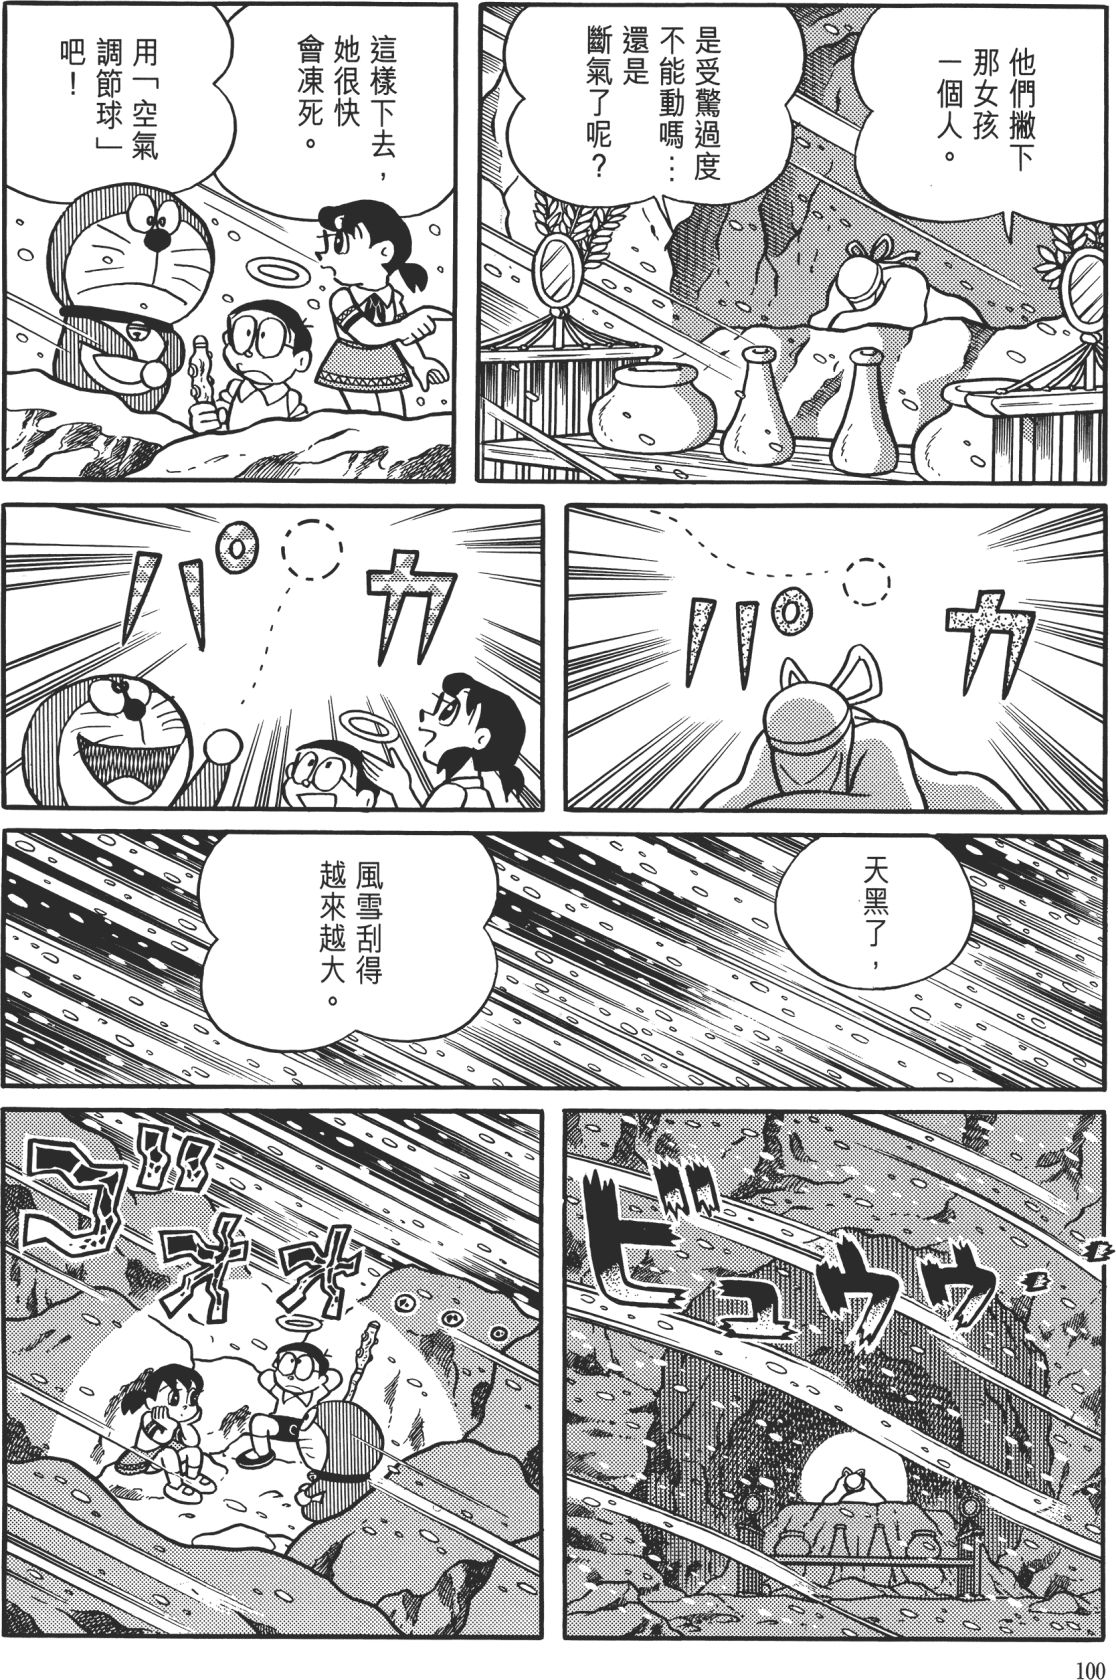 他們撇下
那女孩
一個人。
是受驚過度
不能動嗎…
還是
斷氣了呢？
這樣下去，
她很快
會凍死。
用「空氣
調節球」
吧！
パカ
パカ
天黑了，
風雪刮得
越來越大。
ビュウウ
ゴオオ
100